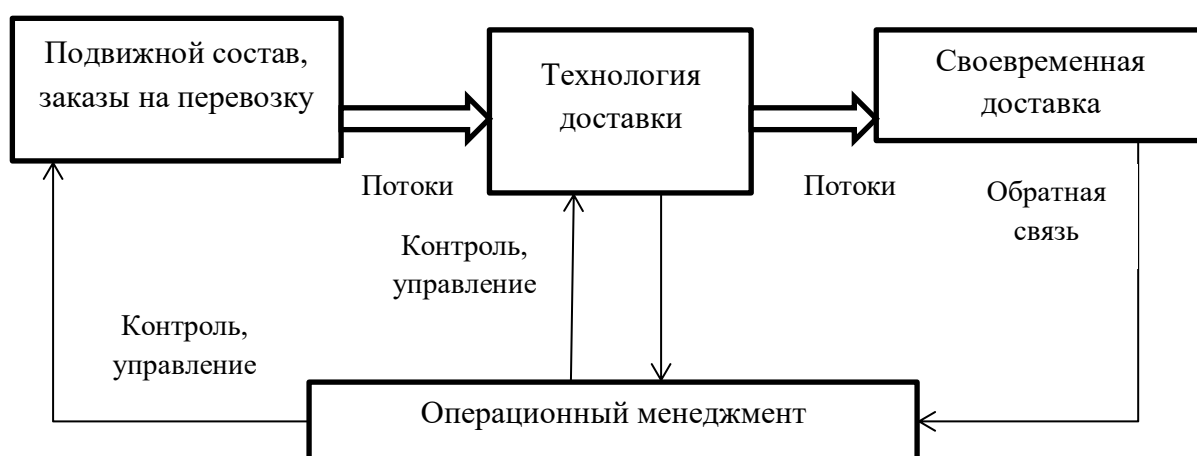 Подвижной состав,
заказы на перевозку
Технология
доставки
Своевременная
доставка
Потоки
Потоки
Обратная
связь
Контроль,
управление
Контроль,
управление
Операционный менеджмент